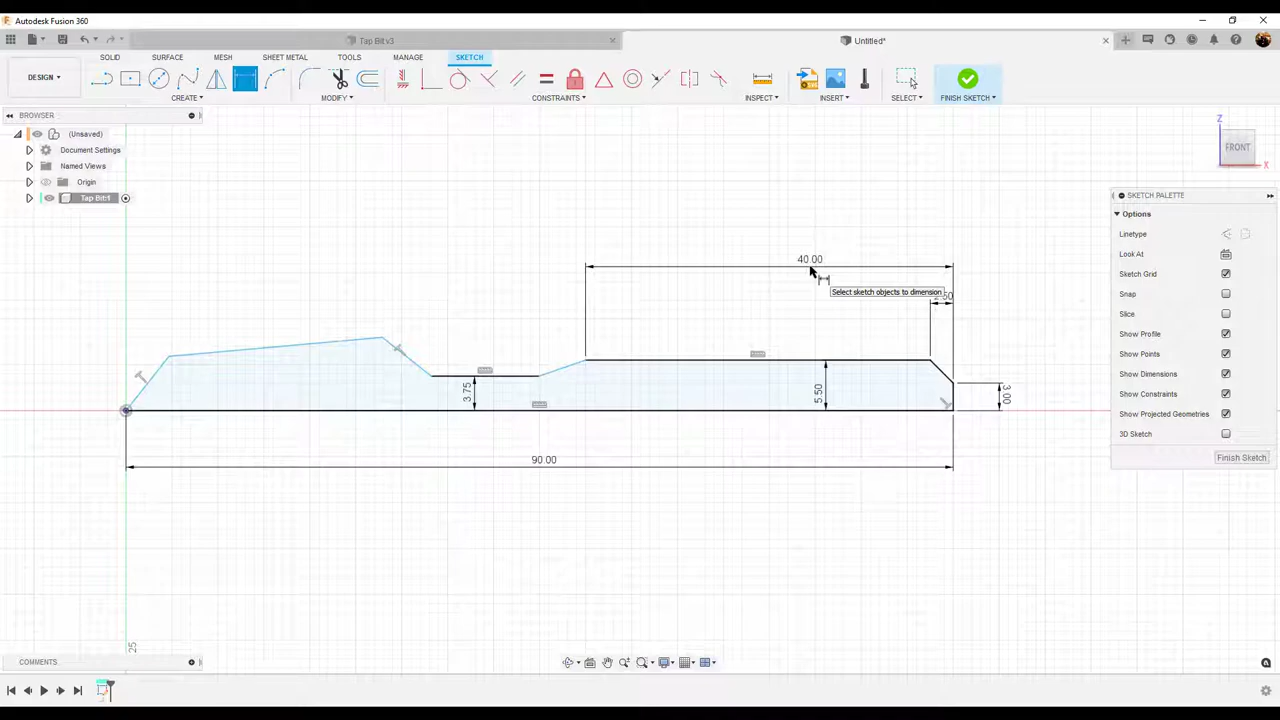 Autodesk Fusion 360
Tap Bit v3
Untitled*
SOLID
SURFACE
MESH
SHEET METAL
TOOLS
MANAGE
SKETCH
DESIGN
CREATE
MODIFY
CONSTRAINTS
INSPECT
INSERT
SELECT
FINISH SKETCH
BROWSER
(Unsaved)
Document Settings
Named Views
Origin
Tap Bit:1
Z
FRONT
X
SKETCH PALETTE
Options
Linetype
Look At
Sketch Grid
Snap
Slice
Show Profile
Show Points
Show Dimensions
Show Constraints
Show Projected Geometries
3D Sketch
Finish Sketch
40.00
Select sketch objects to dimension
3.75
5.50
3.00
90.00
25
COMMENTS